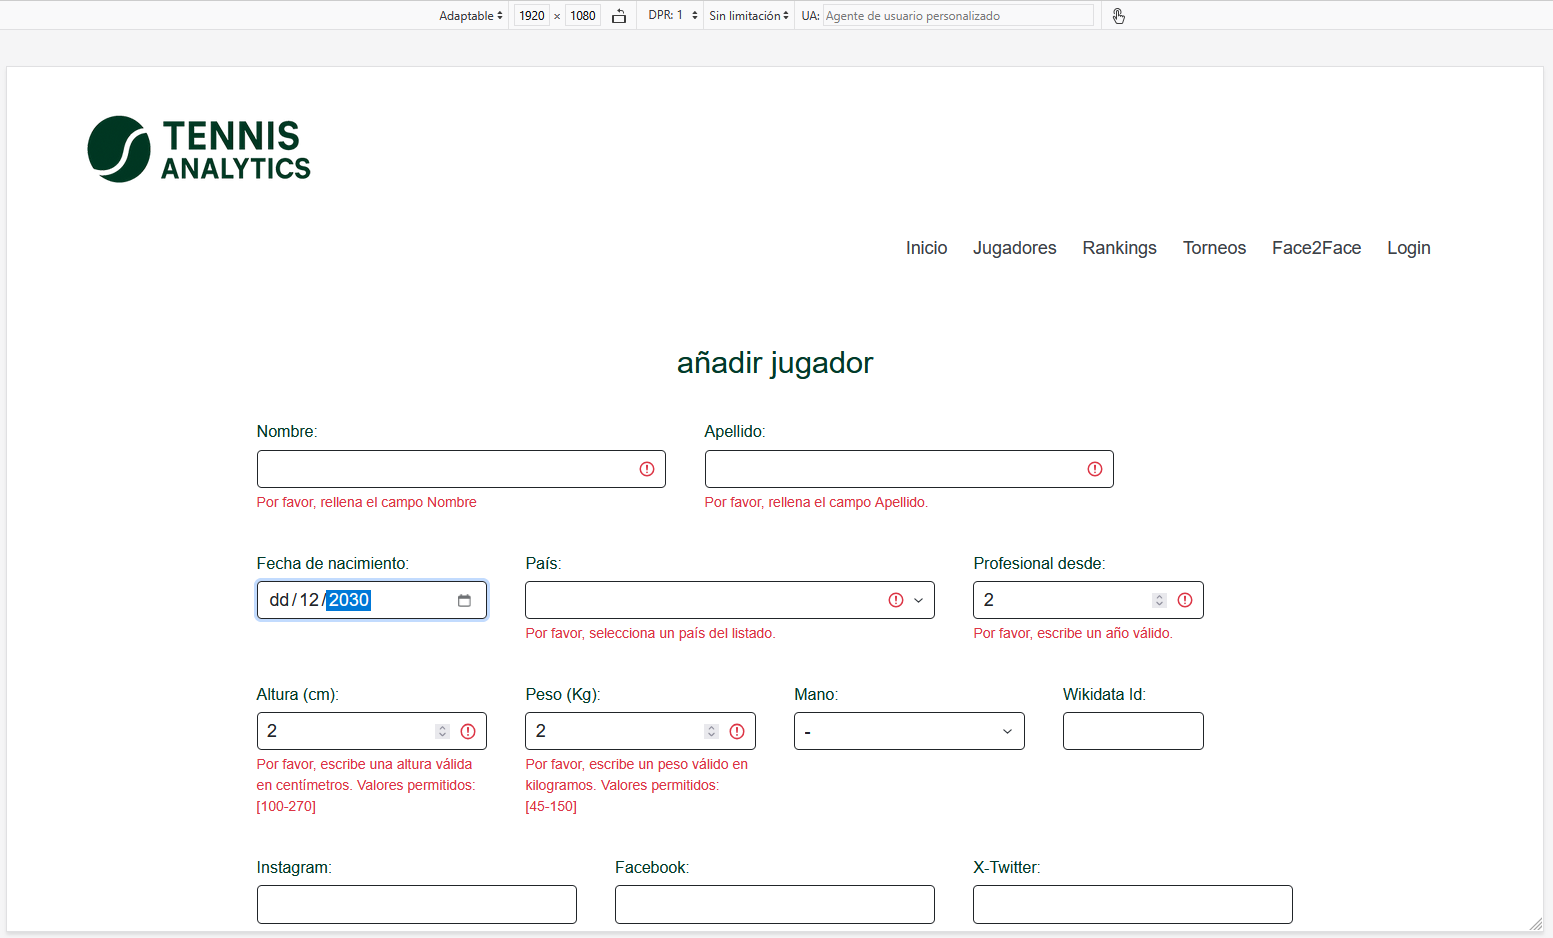 Adaptable 1920 × 1080 DPR: 1 Sin limitación UA: Agente de usuario personalizado
TENNIS
ANALYTICS
Inicio Jugadores Rankings Torneos Face2Face Login
añadir jugador
Nombre: Apellido:
Por favor, rellena el campo Nombre Por favor, rellena el campo Apellido.
Fecha de nacimiento: País: Profesional desde:
dd/12/2030 2
Por favor, selecciona un país del listado. Por favor, escribe un año válido.
Altura (cm): Peso (Kg): Mano: Wikidata Id:
2 2 -
Por favor, escribe una altura válida Por favor, escribe un peso válido en
en centímetros. Valores permitidos: kilogramos. Valores permitidos:
[100-270] [45-150]
Instagram: Facebook: X-Twitter: